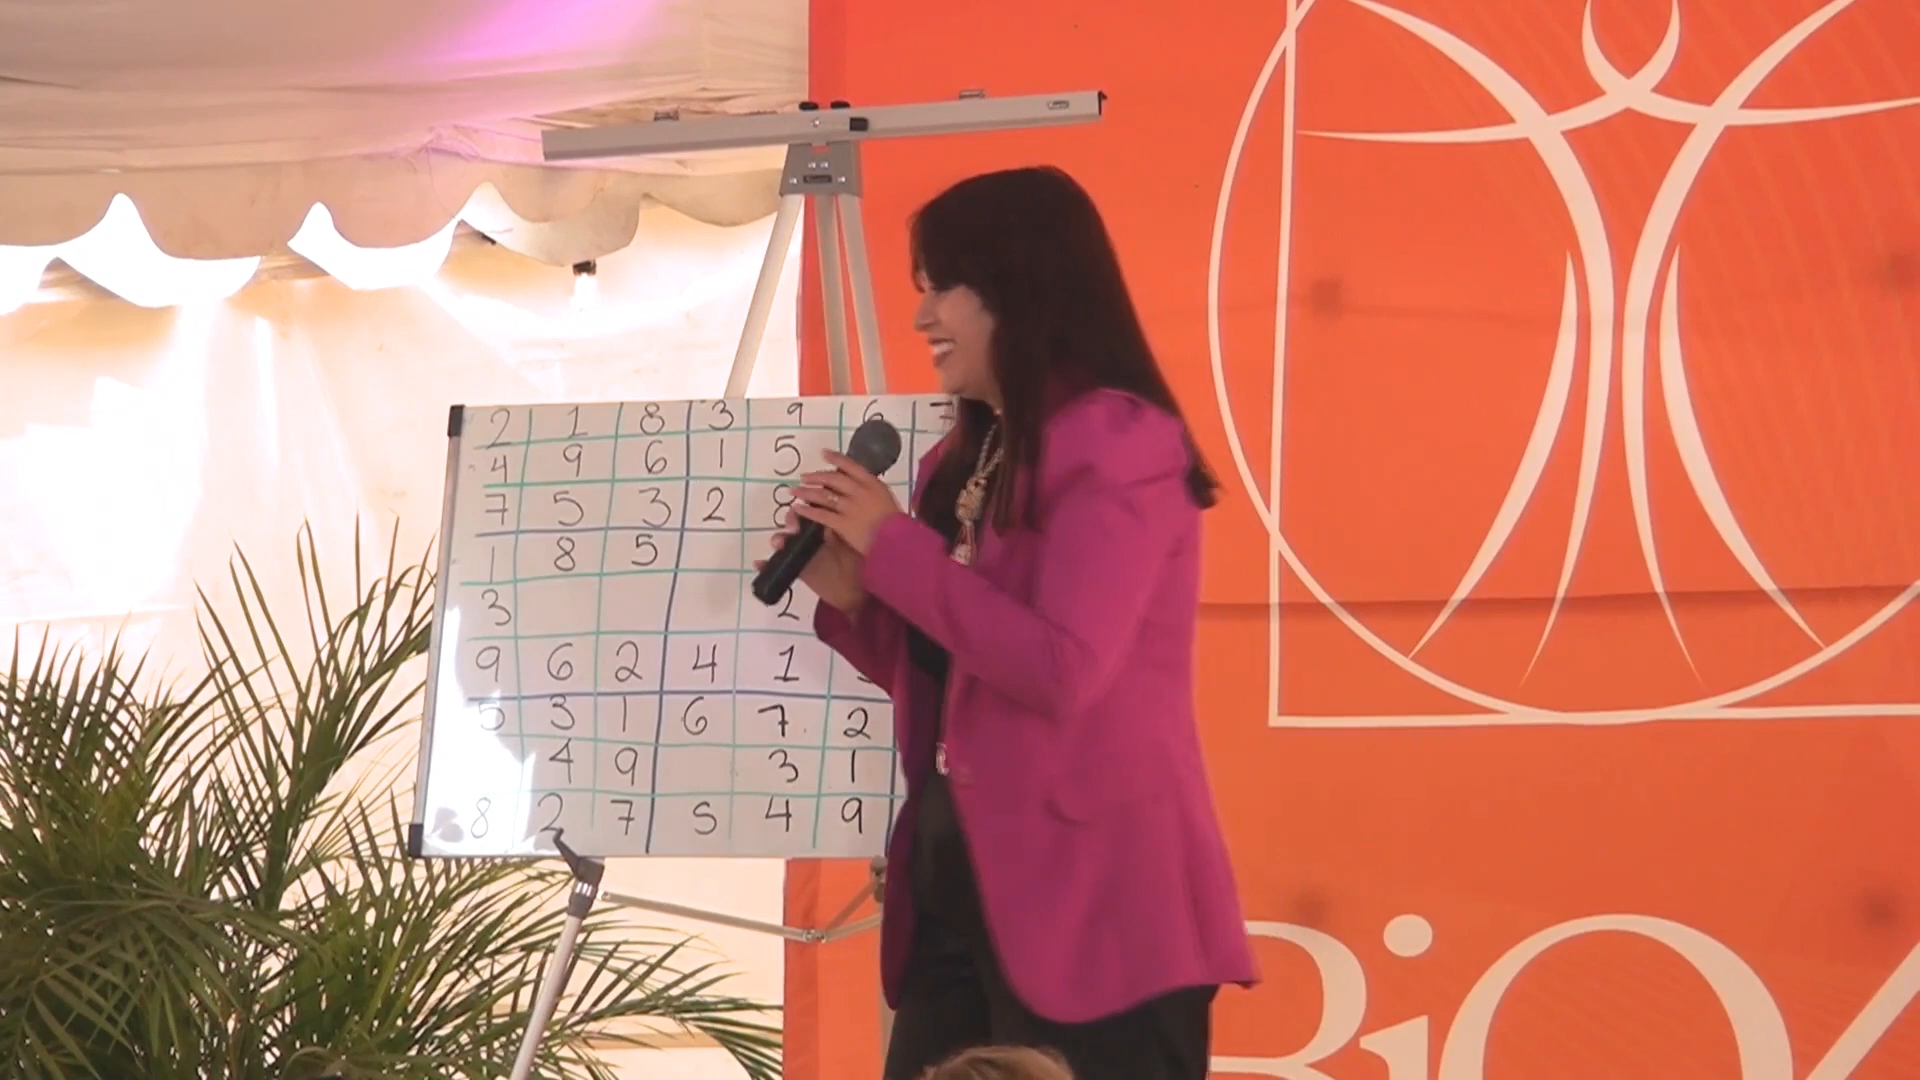 2 1 8 3 9 6 7
4 9 6 1 5
7 5 3 2 8
1 8 5
3 2
9 6 2 4 1
5 3 1 6 7 2
4 9 3 1
8 2 7 5 4 9